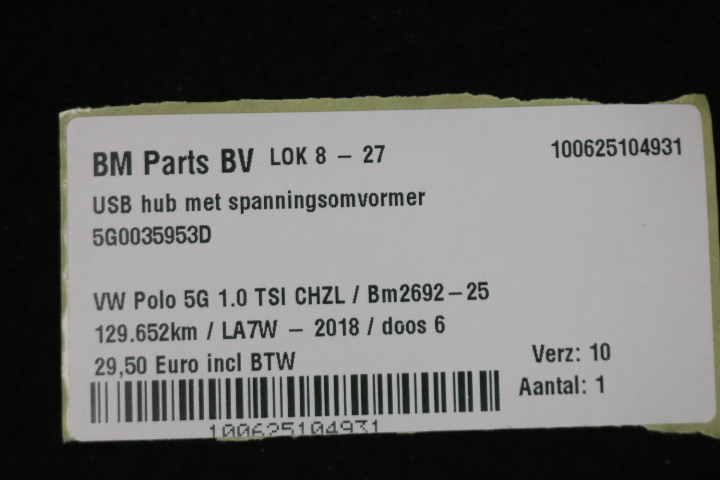 BM Parts BV LOK 8 - 27 100625104931
USB hub met spanningsomvormer
5G0035953D
VW Polo 5G 1.0 TSI CHZL / Bm2692-25
129.652km / LA7W - 2018 / doos 6
29,50 Euro incl BTW Verz: 10
Aantal: 1
100625104931